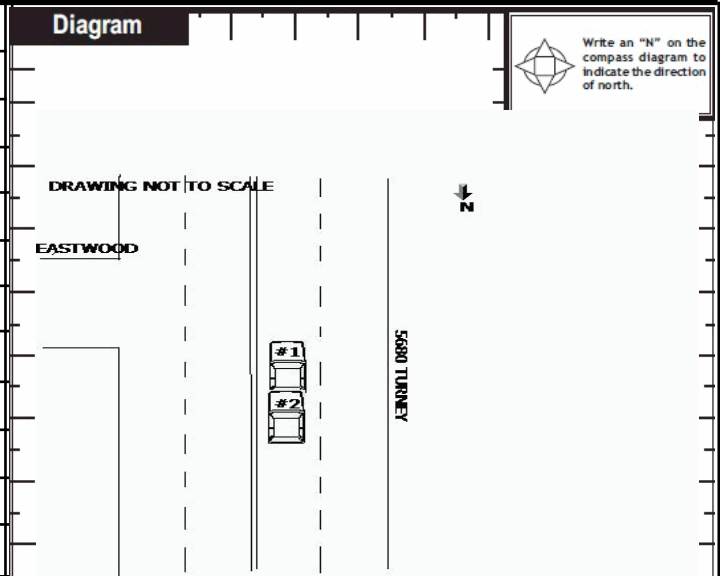 Diagram
Write an “N” on the
compass diagram to
indicate the direction
of north.
DRAWING NOT TO SCALE
N
EASTWOOD
5680 TURNEY
#1
#2